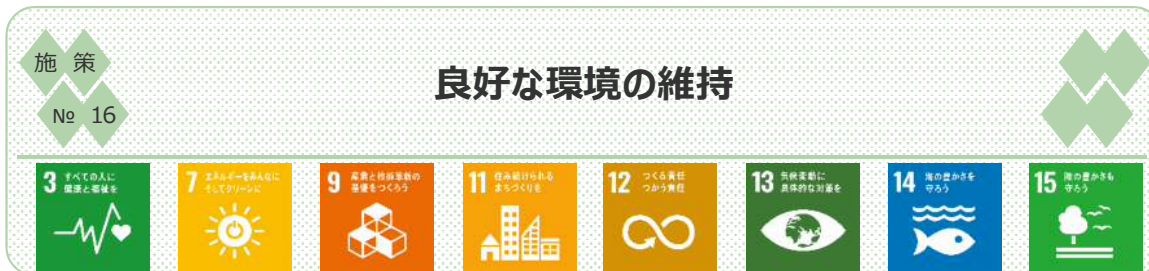 施 策
№ 16
良好な環境の維持
3 すべての人に
健康と福祉を
7 エネルギーをみんなに
そしてクリーンに
9 産業と技術革新の
基盤をつくろう
11 住み続けられる
まちづくりを
12 つくる責任
つかう責任
13 気候変動に
具体的な対策を
14 海の豊かさを
守ろう
15 陸の豊かさも
守ろう